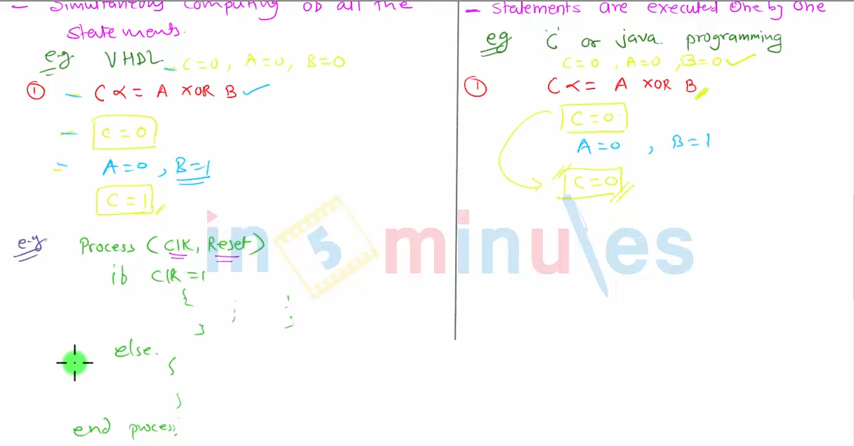 – Simultaneous Computing of all the
statements.
e.g VHDL – C=0, A=0, B=0
① – C <= A XOR B
– C=0
– A=0, B=1
C=1
e.g Process (ClK, Reset)
if ClK =1
{ ; ;
}
else.
{
}
end process;
– Statements are executed One by One
eg 'C' or java programming
C=0, A=0, B=0
① C <= A XOR B
C=0
A=0, B=1
C=0
in 5 minutes